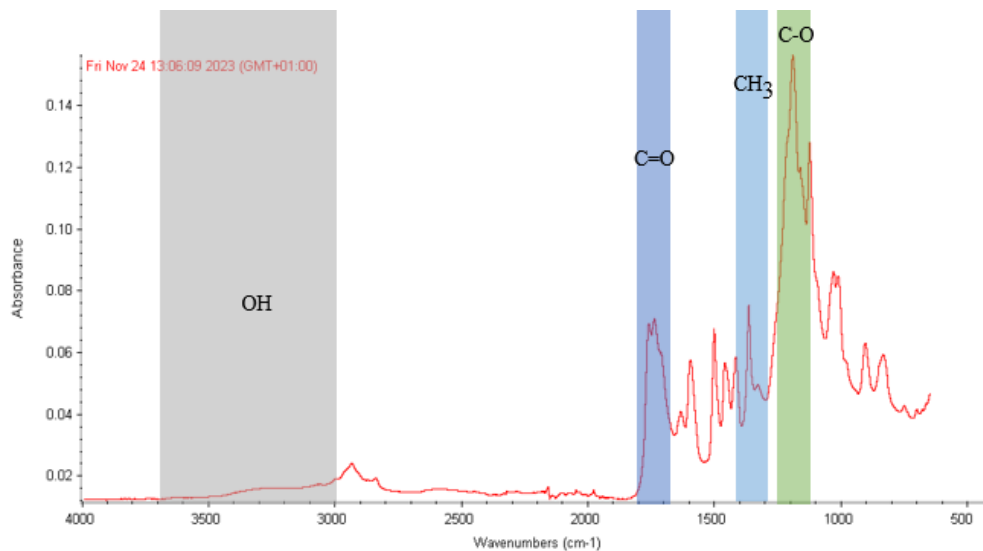 C-O
Fri Nov 24 13:06:09 2023 (GMT+01:00)
CH3
0.14
C=O
0.12
0.10
Absorbance
0.08
OH
0.06
0.04
0.02
4000 3500 3000 2500 2000 1500 1000 500
Wavenumbers (cm-1)